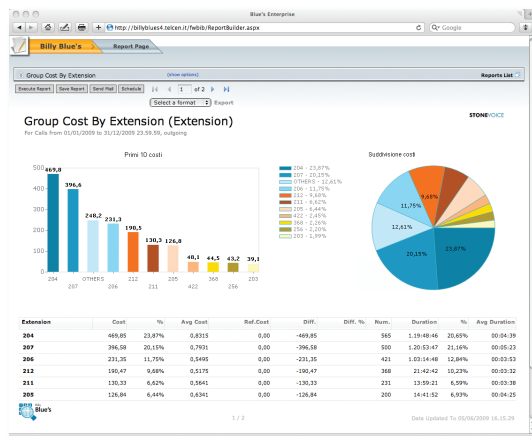 Blue's Enterprise
http://billyblues4.telcen.it/fwbib/ReportBuilder.aspx
Google
Billy Blue's
Report Page
Group Cost By Extension
(show options)
Reports List
Execute Report Save Report Send Mail Schedule 1 of 2
Select a format Export
Group Cost By Extension (Extension)
STONEVOICE
For Calls from 01/01/2009 to 31/12/2009 23.59.59, outgoing
Primi 10 costi
Suddivisione costi
500
400
300
200
100
0
469,8
396,6
248,2
231,3
190,5
130,3
126,8
48,1
44,5
43,2
39,1
204
207
OTHERS
206
212
211
205
422
368
256
203
204 - 23,87%
207 - 20,15%
OTHERS - 12,61%
206 - 11,75%
212 - 9,68%
211 - 6,62%
205 - 6,44%
422 - 2,45%
368 - 2,26%
256 - 2,20%
203 - 1,99%
9,68%
11,75%
12,61%
20,15%
23,87%
Extension Cost % Avg Cost Ref.Cost Diff. Diff. % Num. Duration % Avg Duration
204 469,85 23,87% 0,8315 0,00 -469,85 565 1.19:48:46 20,65% 00:04:39
207 396,58 20,15% 0,7931 0,00 -396,58 500 1.20:53:47 21,16% 00:05:23
206 231,35 11,75% 0,5495 0,00 -231,35 421 1.03:14:48 12,84% 00:03:53
212 190,47 9,68% 0,5175 0,00 -190,47 368 21:42:42 10,23% 00:03:32
211 130,33 6,62% 0,5641 0,00 -130,33 231 13:59:21 6,59% 00:03:38
205 126,84 6,44% 0,6341 0,00 -126,84 200 14:41:52 6,93% 00:04:25
Blue's
1 / 2
Data Updated To 05/06/2009 16.15.29